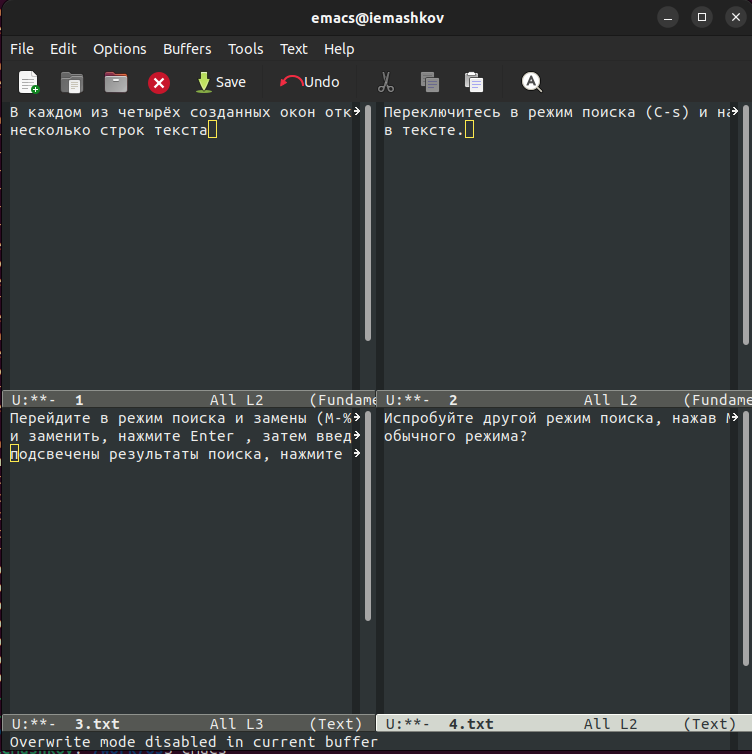 emacs@iemashkov
File Edit Options Buffers Tools Text Help
Save Undo
В каждом из четырёх созданных окон отк
несколько строк текста
Переключитесь в режим поиска (C-s) и на
в тексте.
U:**- 1 All L2 (Fundame
U:**- 2 All L2 (Fundam
Перейдите в режим поиска и замены (M-%
и заменить, нажмите Enter , затем введ
подсвечены результаты поиска, нажмите
Испробуйте другой режим поиска, нажав M
обычного режима?
U:**- 3.txt All L3 (Text)
U:**- 4.txt All L2 (Text)
Overwrite mode disabled in current buffer